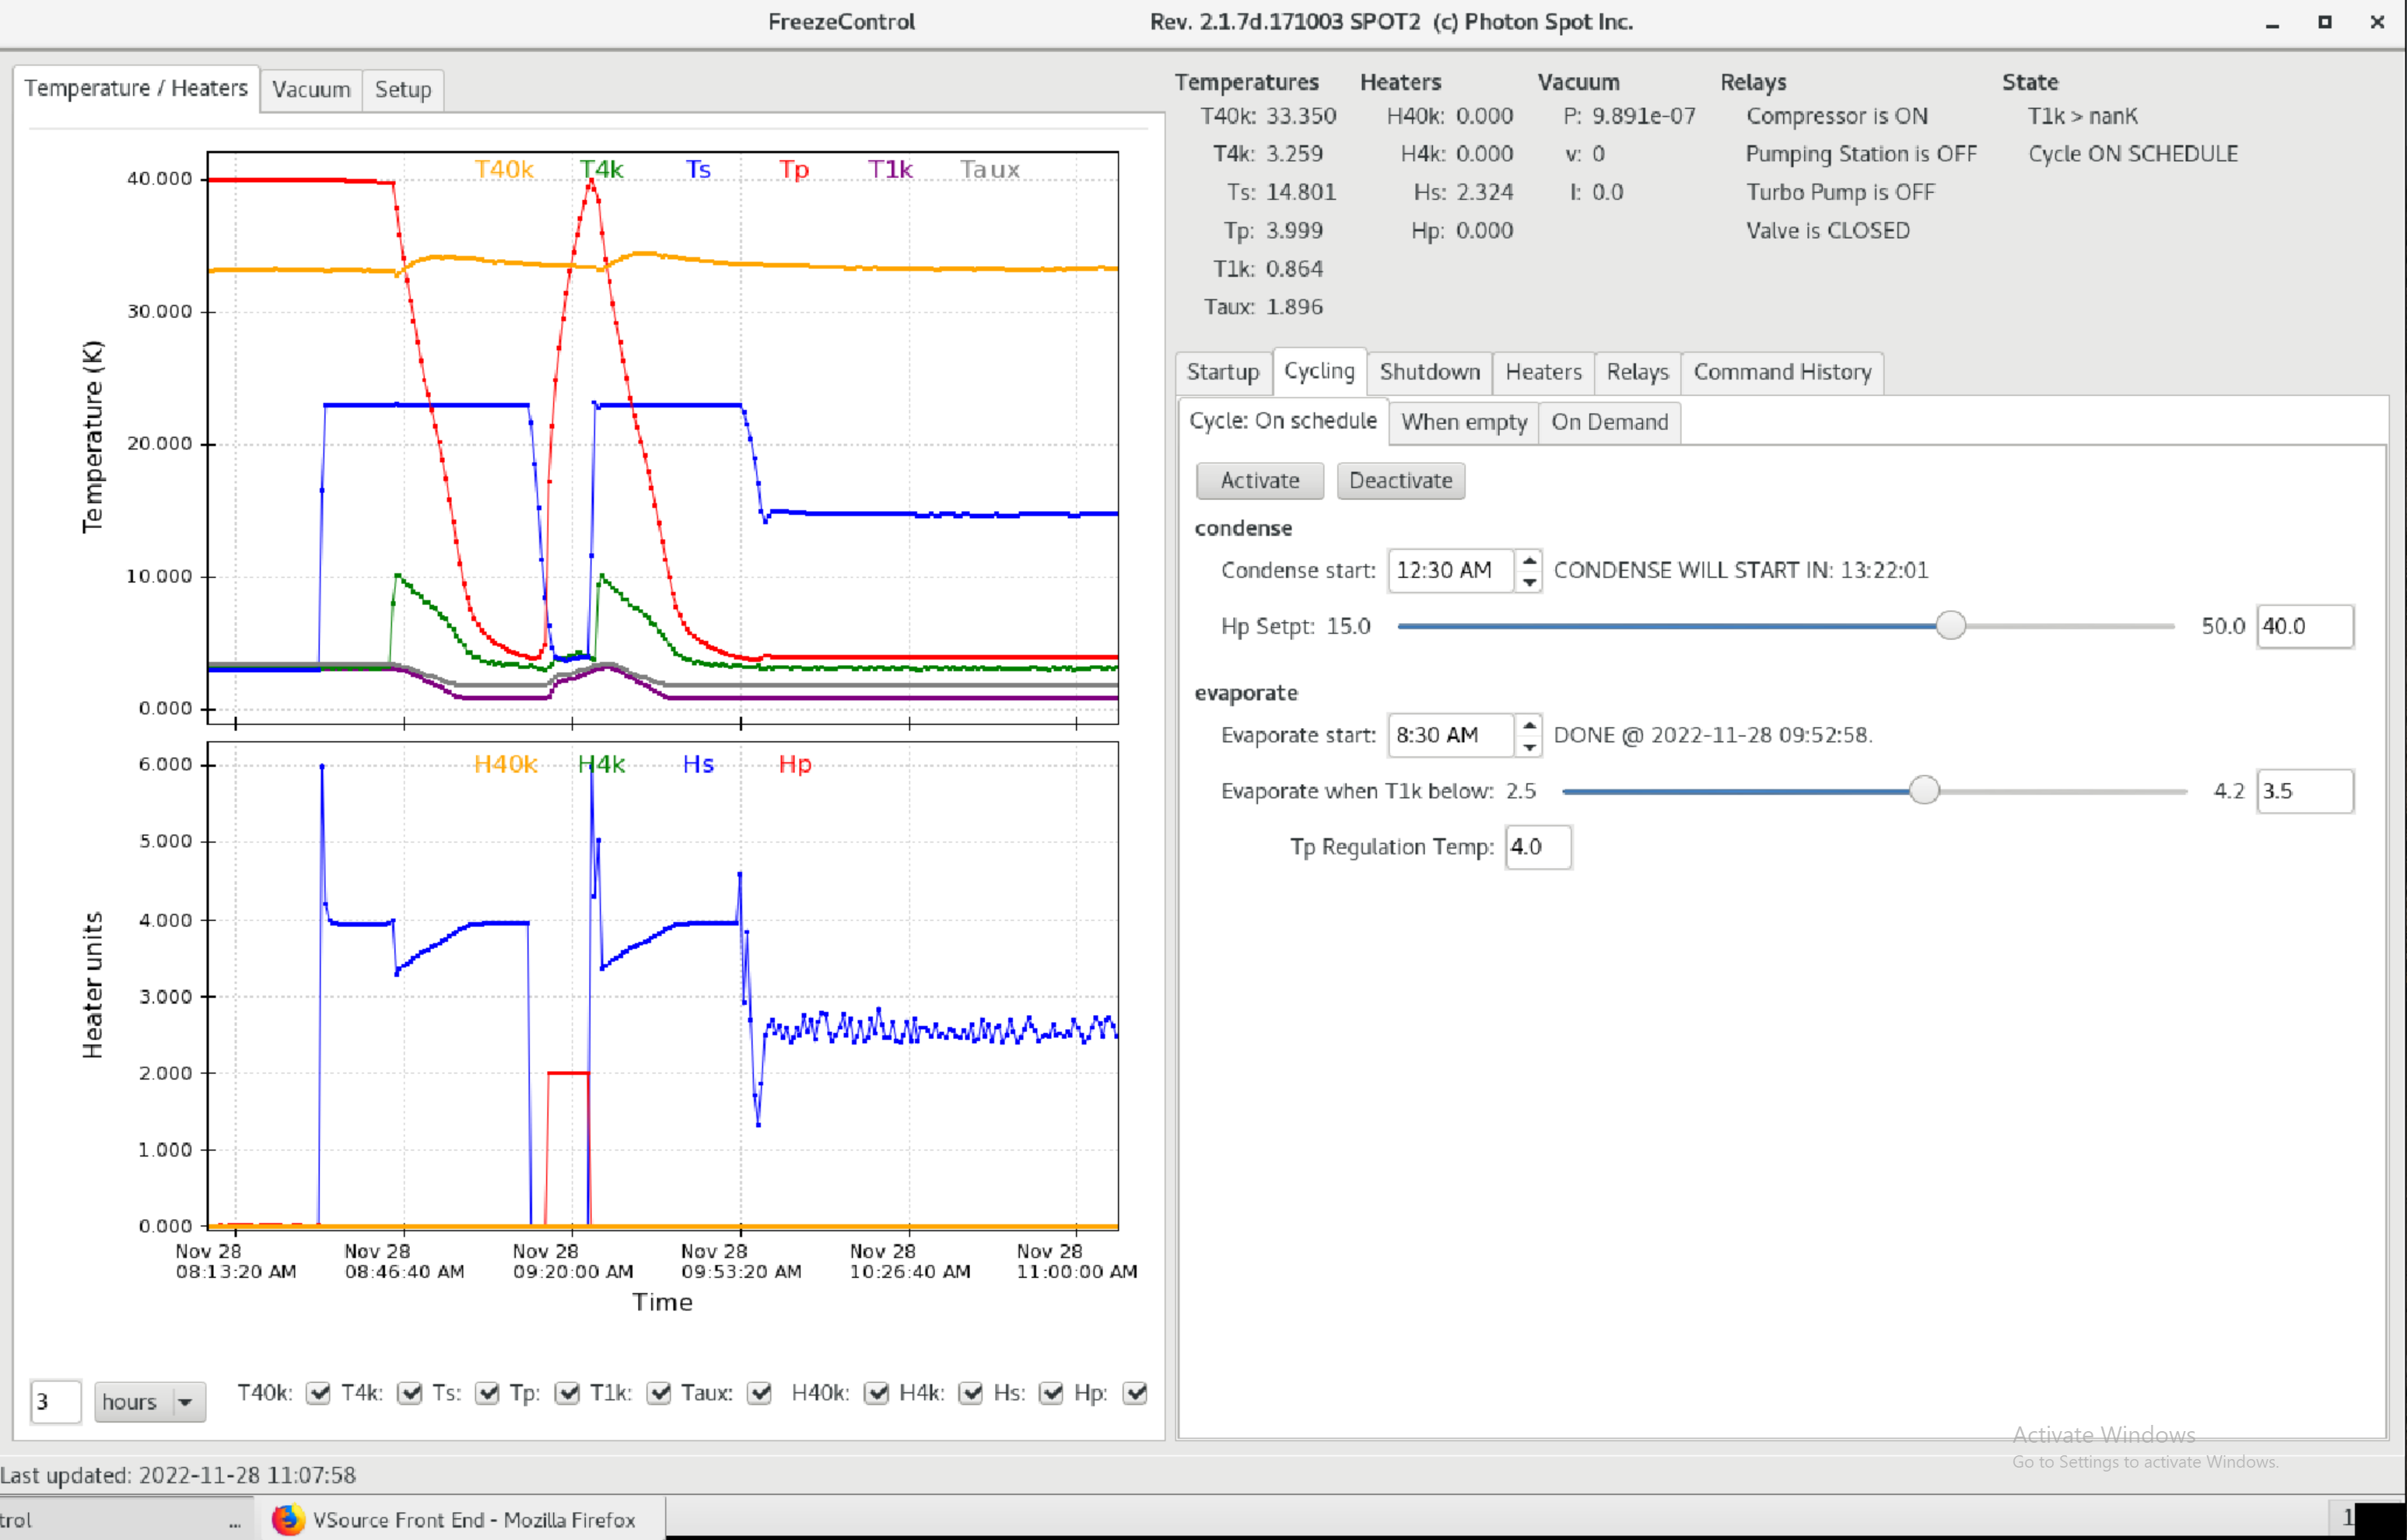 FreezeControl Rev. 2.1.7d.171003 SPOT2 (c) Photon Spot Inc.
Temperature / Heaters Vacuum Setup
T40k T4k Ts Tp T1k Taux
40.000
30.000
20.000
10.000
0.000
Temperature (K)
H40k H4k Hs Hp
6.000
5.000
4.000
3.000
2.000
1.000
0.000
Heater units
Nov 28 Nov 28 Nov 28 Nov 28 Nov 28 Nov 28
08:13:20 AM 08:46:40 AM 09:20:00 AM 09:53:20 AM 10:26:40 AM 11:00:00 AM
Time
3 hours T40k: T4k: Ts: Tp: T1k: Taux: H40k: H4k: Hs: Hp:
Temperatures Heaters Vacuum Relays State
T40k: 33.350 H40k: 0.000 P: 9.891e-07 Compressor is ON T1k > nanK
T4k: 3.259 H4k: 0.000 v: 0 Pumping Station is OFF Cycle ON SCHEDULE
Ts: 14.801 Hs: 2.324 I: 0.0 Turbo Pump is OFF
Tp: 3.999 Hp: 0.000 Valve is CLOSED
T1k: 0.864
Taux: 1.896
Startup Cycling Shutdown Heaters Relays Command History
Cycle: On schedule When empty On Demand
Activate Deactivate
condense
Condense start: 12:30 AM CONDENSE WILL START IN: 13:22:01
Hp Setpt: 15.0 50.0 40.0
evaporate
Evaporate start: 8:30 AM DONE @ 2022-11-28 09:52:58.
Evaporate when T1k below: 2.5 4.2 3.5
Tp Regulation Temp: 4.0
Activate Windows
Go to Settings to activate Windows.
Last updated: 2022-11-28 11:07:58
trol ... VSource Front End - Mozilla Firefox 1